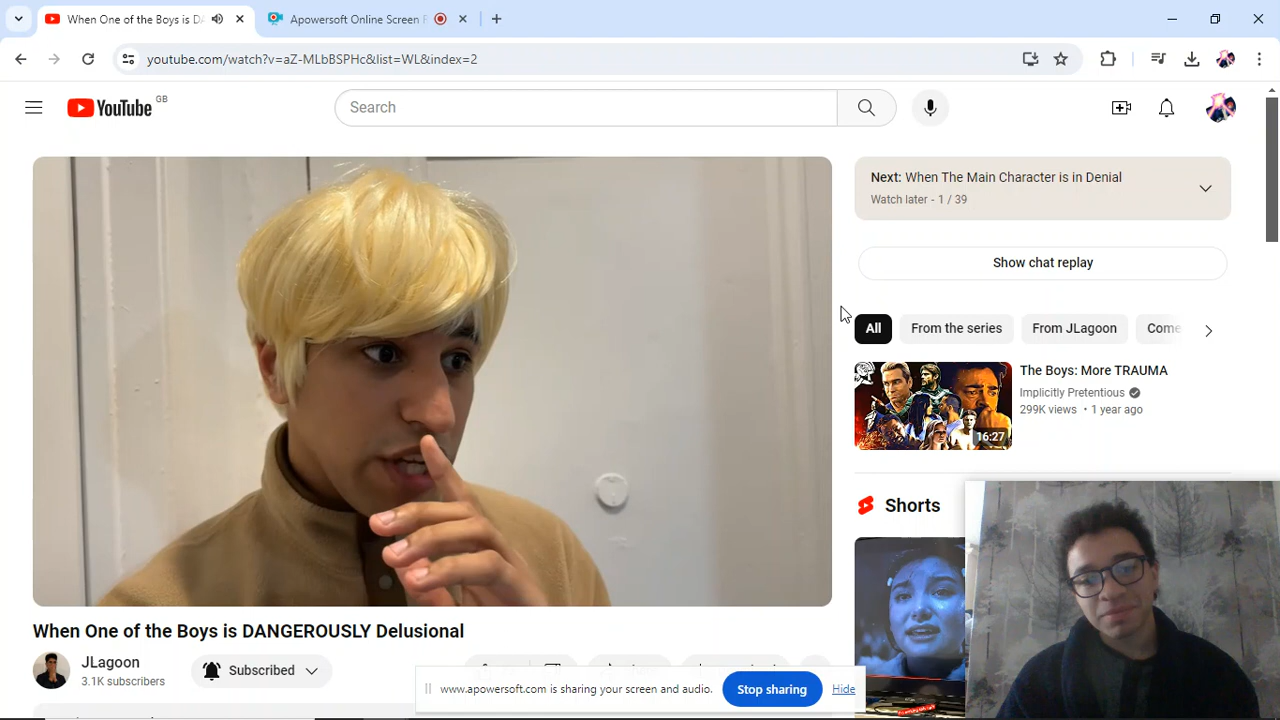 When One of the Boys is DA
Apowersoft Online Screen R
youtube.com/watch?v=aZ-MLbBSPHc&list=WL&index=2
YouTube GB
Search
Next: When The Main Character is in Denial
Watch later - 1 / 39
Show chat replay
All
From the series
From JLagoon
Come
The Boys: More TRAUMA
Implicitly Pretentious
299K views • 1 year ago
16:27
Shorts
When One of the Boys is DANGEROUSLY Delusional
JLagoon
3.1K subscribers
Subscribed
www.apowersoft.com is sharing your screen and audio.
Stop sharing
Hide